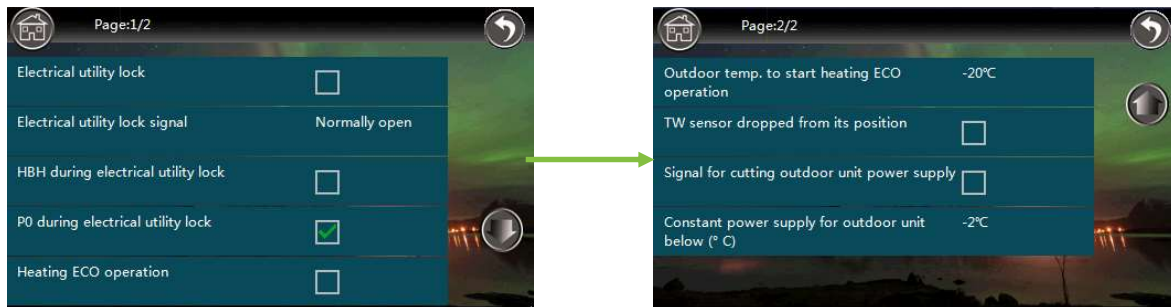 Page:1/2
Electrical utility lock
Electrical utility lock signal Normally open
HBH during electrical utility lock
P0 during electrical utility lock
Heating ECO operation
Page:2/2
Outdoor temp. to start heating ECO -20℃
operation
TW sensor dropped from its position
Signal for cutting outdoor unit power supply
Constant power supply for outdoor unit -2℃
below (° C)